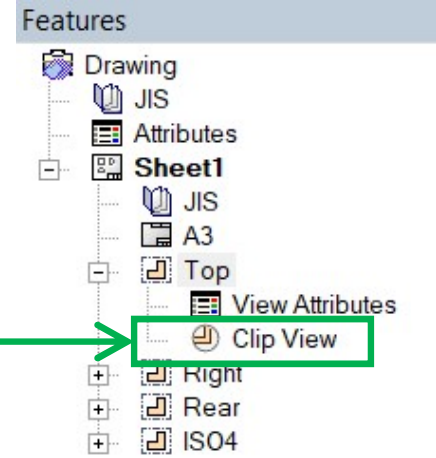 Features
Drawing
JIS
Attributes
Sheet1
JIS
A3
Top
View Attributes
Clip View
Right
Rear
ISO4